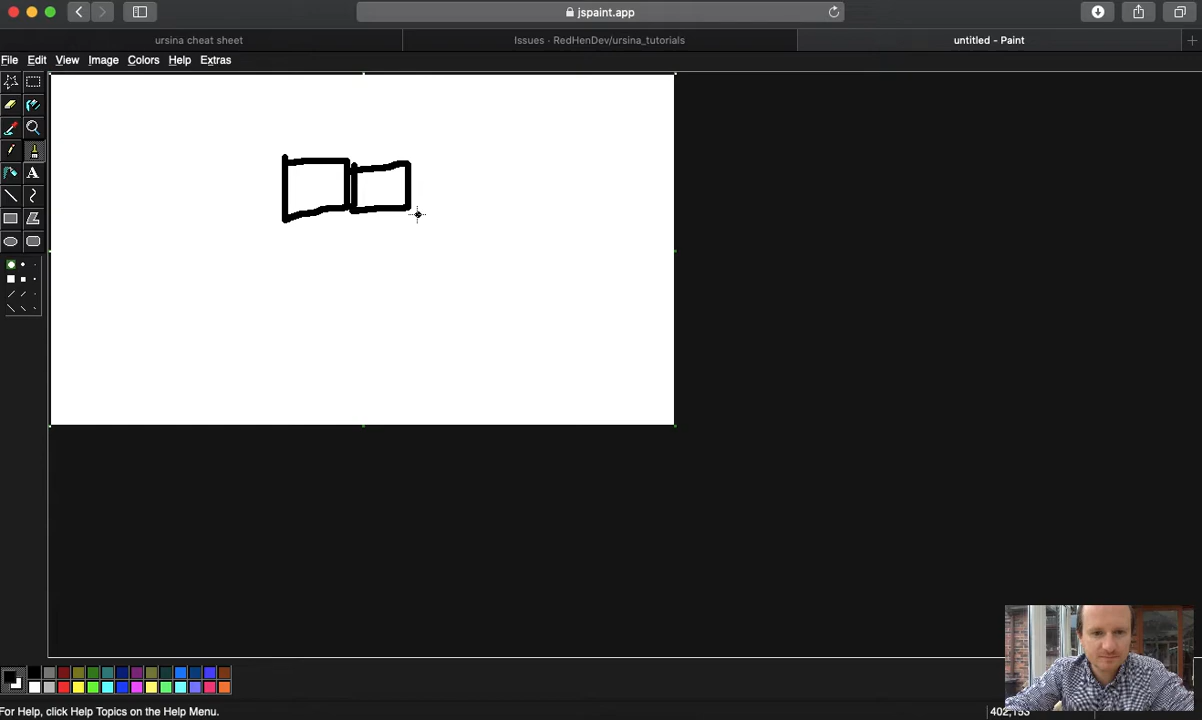 jspaint.app
ursina cheat sheet
Issues · RedHenDev/ursina_tutorials
untitled - Paint
File Edit View Image Colors Help Extras
A
For Help, click Help Topics on the Help Menu.
402,153